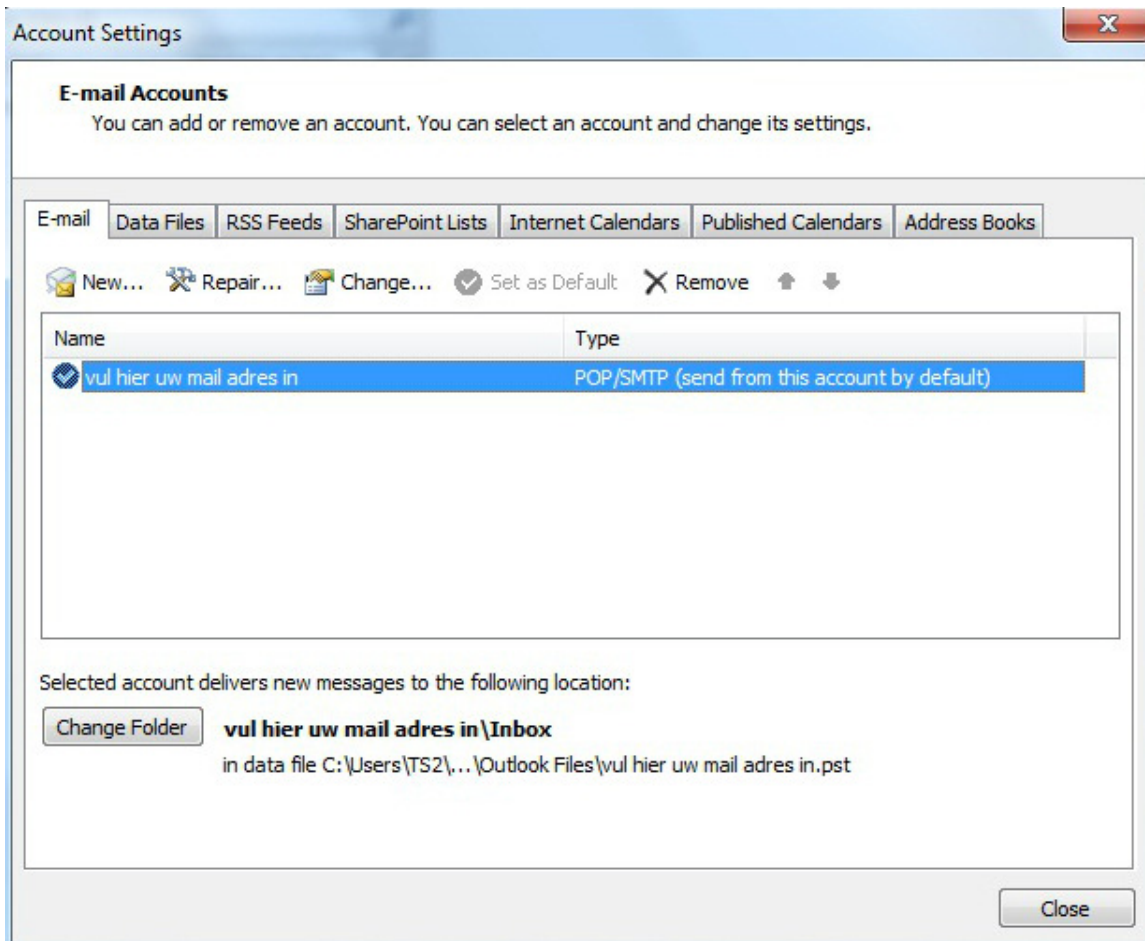 Account Settings
E-mail Accounts
You can add or remove an account. You can select an account and change its settings.
E-mail Data Files RSS Feeds SharePoint Lists Internet Calendars Published Calendars Address Books
New... Repair... Change... Set as Default Remove
Name Type
vul hier uw mail adres in POP/SMTP (send from this account by default)
Selected account delivers new messages to the following location:
Change Folder vul hier uw mail adres in\Inbox
in data file C:\Users\TS2\...\Outlook Files\vul hier uw mail adres in.pst
Close